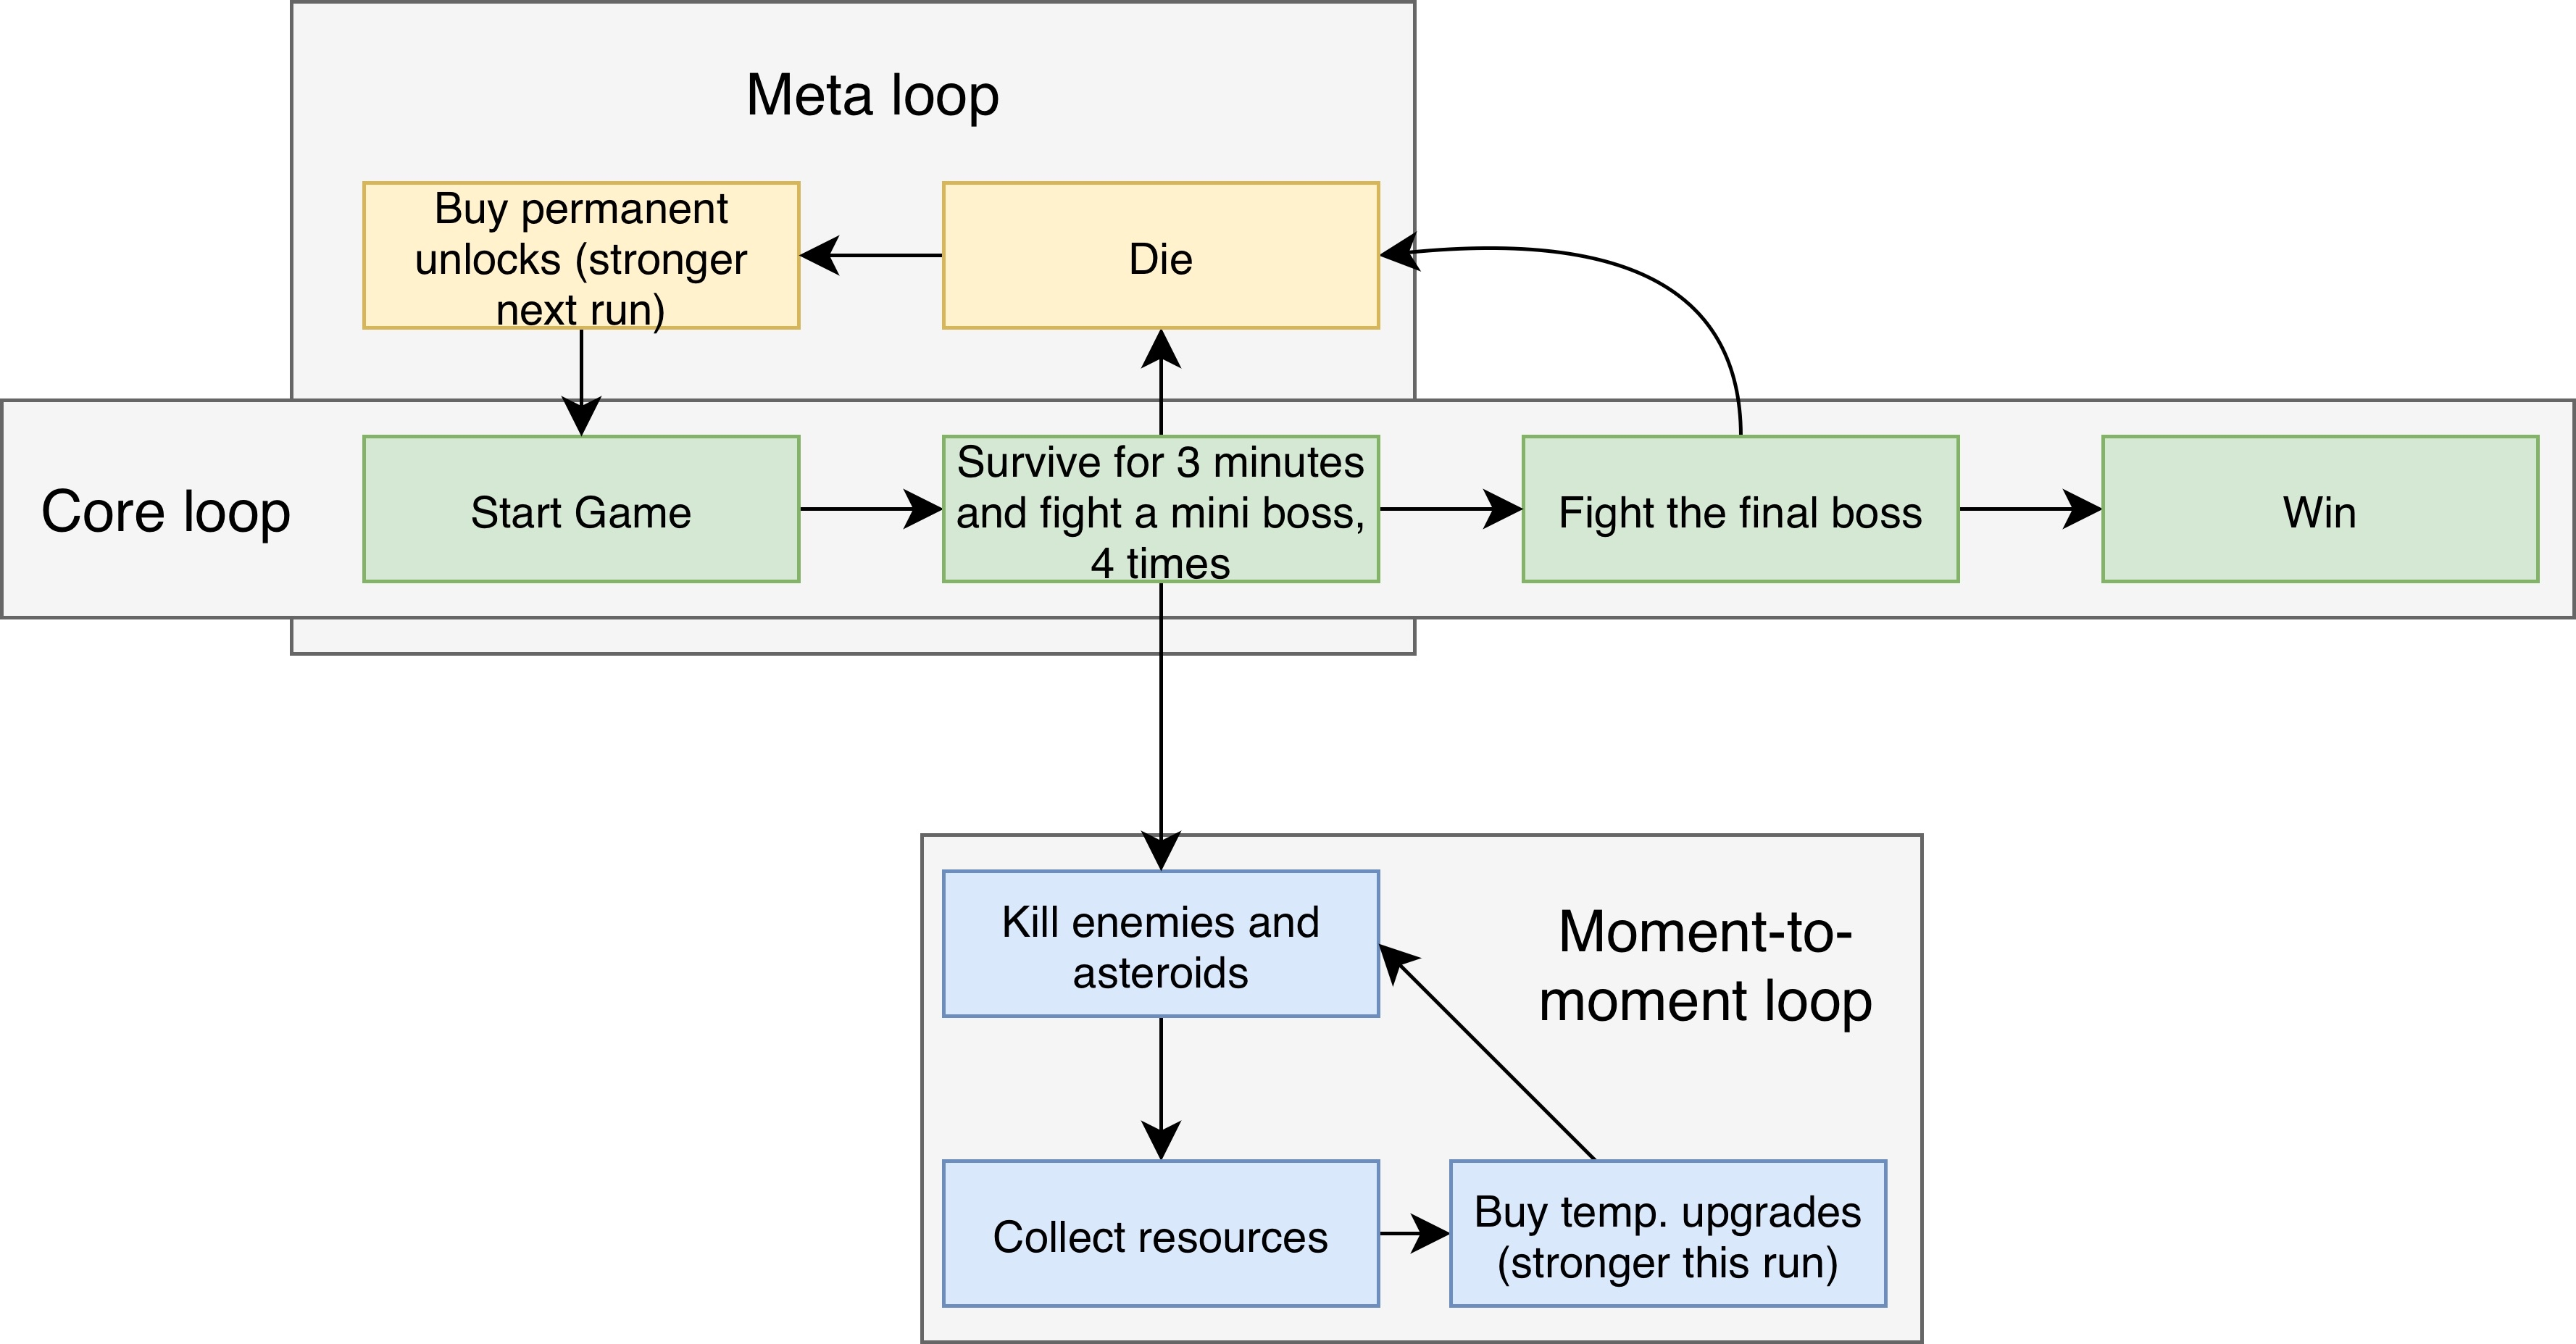 Meta loop
Buy permanent
unlocks (stronger
next run)
Die
Core loop
Start Game
Survive for 3 minutes
and fight a mini boss,
4 times
Fight the final boss
Win
Kill enemies and
asteroids
Moment-to-
moment loop
Collect resources
Buy temp. upgrades
(stronger this run)